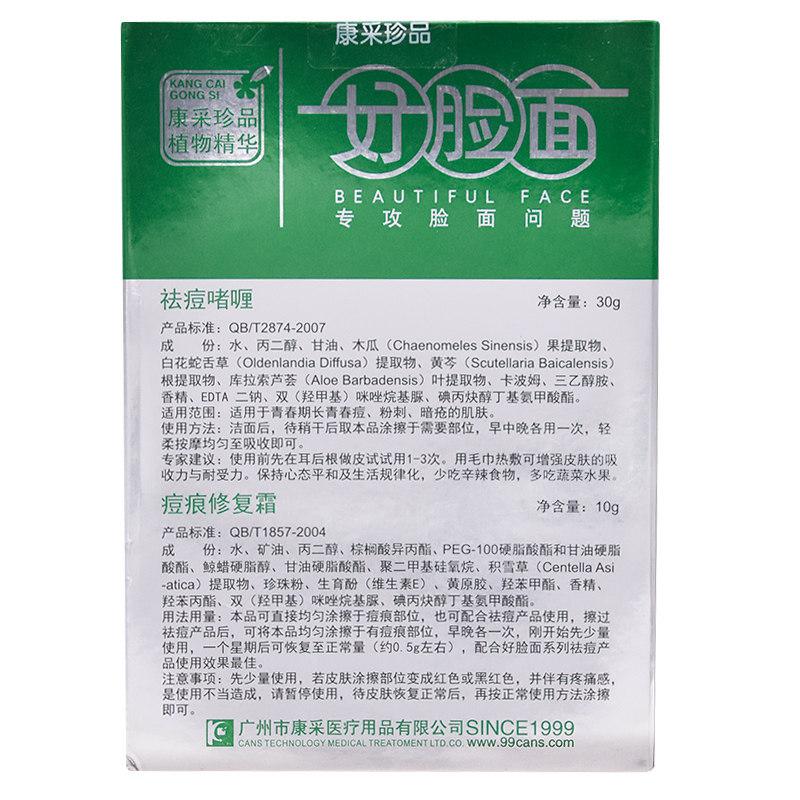 康采珍品
KANG CAI
GONG SI
康采珍品
植物精华
好脸面
BEAUTIFUL FACE
专攻脸面问题
祛痘啫喱 净含量：30g
产品标准：QB/T2874-2007
成 份：水、丙二醇、甘油、木瓜（Chaenomeles Sinensis）果提取物、
白花蛇舌草（Oldenlandia Diffusa）提取物、黄芩（Scutellaria Baicalensis）
根提取物、库拉索芦荟（Aloe Barbadensis）叶提取物、卡波姆、三乙醇胺、
香精、EDTA 二钠、双（羟甲基）咪唑烷基脲、碘丙炔醇丁基氨甲酸酯。
适用范围：适用于青春期长青春痘、粉刺、暗疮的肌肤。
使用方法：洁面后，待稍干后取本品涂擦于需要部位，早中晚各用一次，轻
柔按摩均匀至吸收即可。
专家建议：使用前先在耳后根做皮试试用1-3次。用毛巾热敷可增强皮肤的吸
收力与耐受力。保持心态平和及生活规律化，少吃辛辣食物，多吃蔬菜水果。
痘痕修复霜 净含量：10g
产品标准：QB/T1857-2004
成 份：水、矿油、丙二醇、棕榈酸异丙酯、PEG-100硬脂酸酯和甘油硬脂
酸酯、鲸蜡硬脂醇、甘油硬脂酸酯、聚二甲基硅氧烷、积雪草（Centella Asi
-atica）提取物、珍珠粉、生育酚（维生素E）、黄原胶、羟苯甲酯、香精、
羟苯丙酯、双（羟甲基）咪唑烷基脲、碘丙炔醇丁基氨甲酸酯。
用法用量：本品可直接均匀涂擦于痘痕部位，也可配合祛痘产品使用，擦过
祛痘产品后，可将本品均匀涂擦于有痘痕部位，早晚各一次，刚开始先少量
使用，一个星期后可恢复至正常量（约0.5g左右），配合好脸面系列祛痘产
品使用效果最佳。
注意事项：先少量使用，若皮肤涂擦部位变成红色或黑红色，并伴有疼痛感，
是使用不当造成，请暂停使用，待皮肤恢复正常后，再按正常使用方法涂擦
即可。
广州市康采医疗用品有限公司SINCE1999
CANS TECHNOLOGY MEDICAL TREATOMENT LTD.CO. www.99cans.com